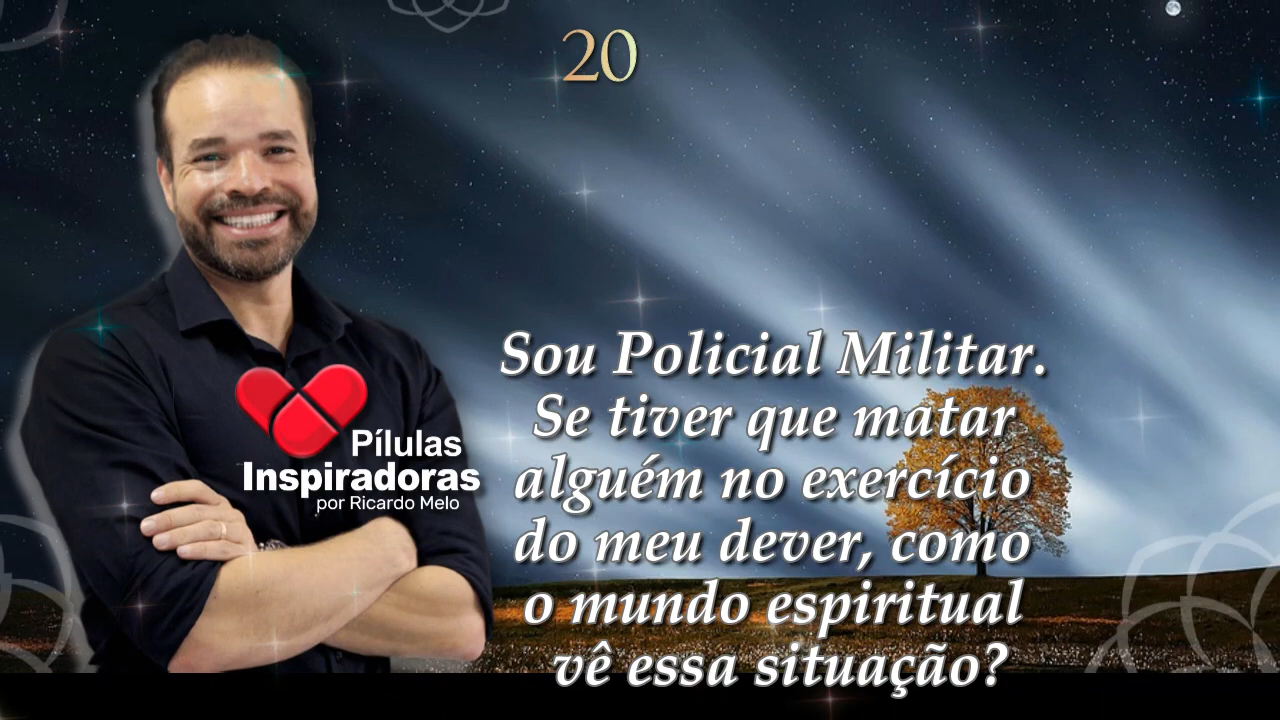 20
Sou Policial Militar.
Se tiver que matar
alguém no exercício
do meu dever, como
o mundo espiritual
vê essa situação?
Pílulas
Inspiradoras
por Ricardo Melo